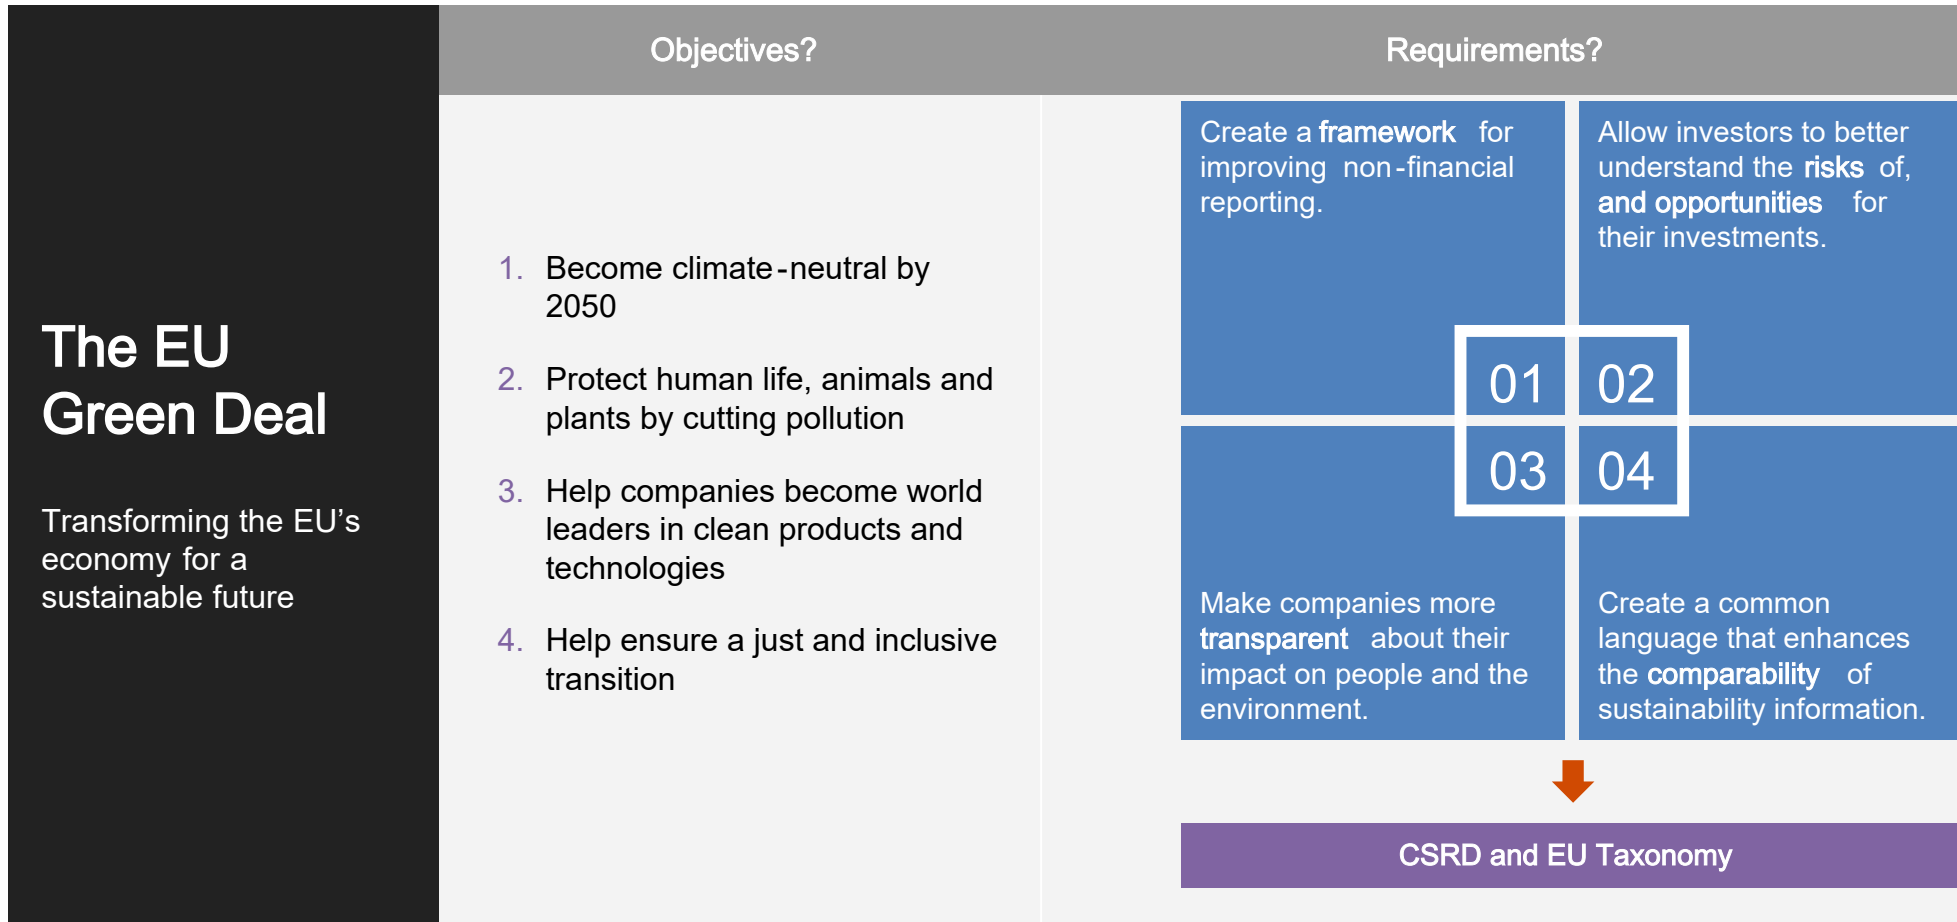 The EU
Green Deal
Transforming the EU’s
economy for a
sustainable future
Objectives?
1. Become climate-neutral by
2050
2. Protect human life, animals and
plants by cutting pollution
3. Help companies become world
leaders in clean products and
technologies
4. Help ensure a just and inclusive
transition
Requirements?
Create a framework for
improving non-financial
reporting.
01
Allow investors to better
understand the risks of,
and opportunities for
their investments.
02
03
Make companies more
transparent about their
impact on people and the
environment.
04
Create a common
language that enhances
the comparability of
sustainability information.
CSRD and EU Taxonomy